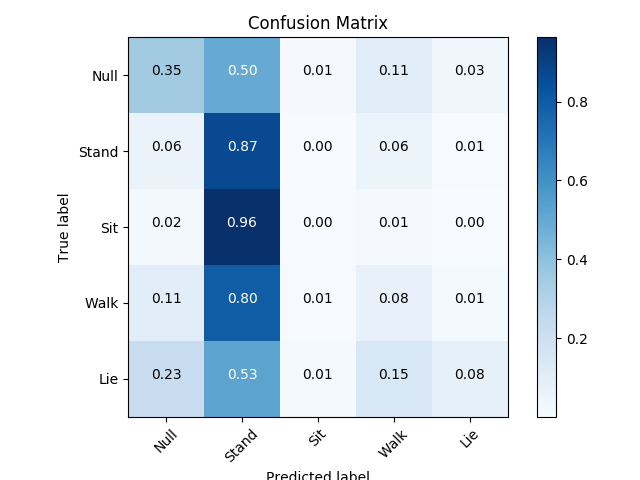 Confusion Matrix
Null 0.35 0.50 0.01 0.11 0.03
Stand 0.06 0.87 0.00 0.06 0.01
Sit 0.02 0.96 0.00 0.01 0.00
Walk 0.11 0.80 0.01 0.08 0.01
Lie 0.23 0.53 0.01 0.15 0.08
Null Stand Sit Walk Lie
True label
Predicted label
0.8
0.6
0.4
0.2